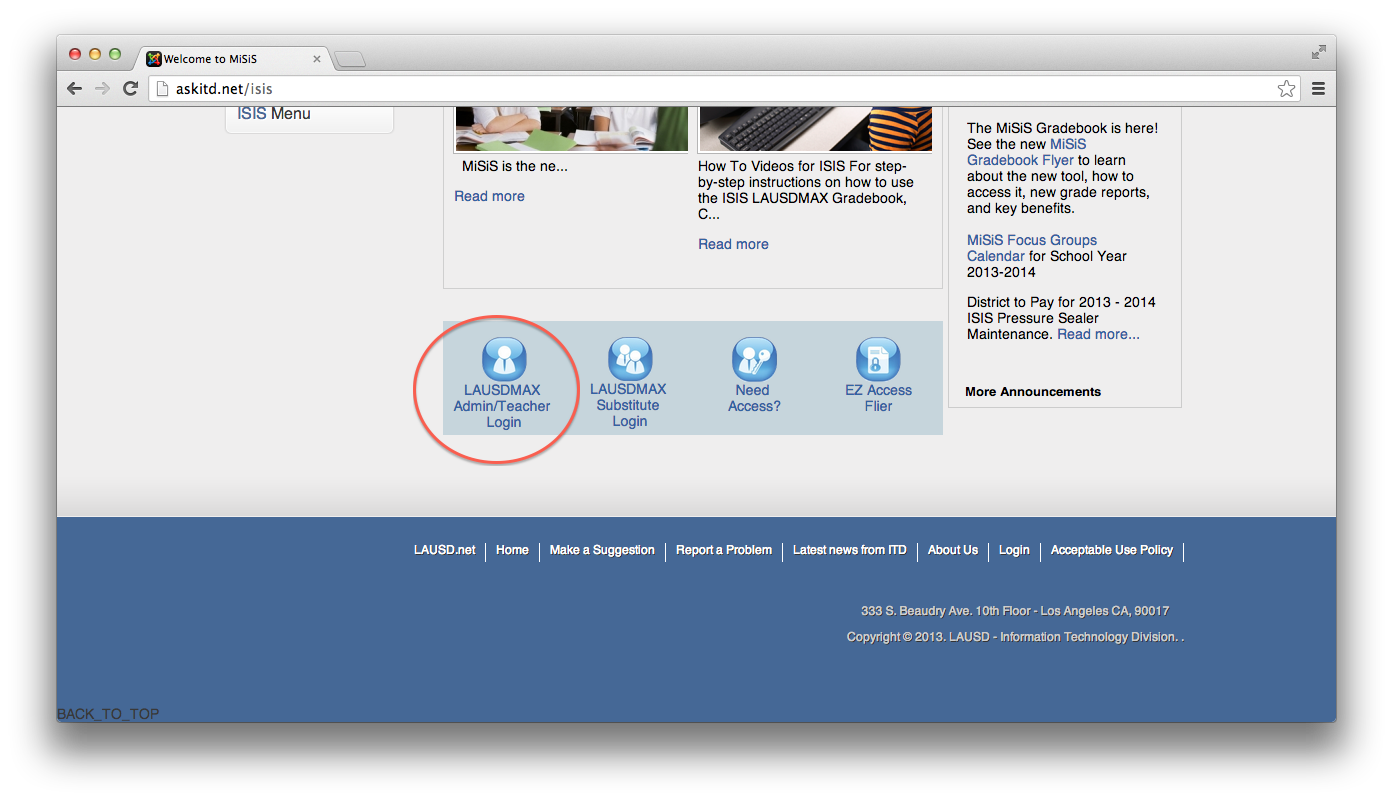 Welcome to MiSiS
askitd.net/isis
ISIS Menu
MiSiS is the ne...
Read more
How To Videos for ISIS For step-
by-step instructions on how to use
the ISIS LAUSDMAX Gradebook,
C...
Read more
The MiSiS Gradebook is here!
See the new MiSiS
Gradebook Flyer to learn
about the new tool, how to
access it, new grade reports,
and key benefits.
MiSiS Focus Groups
Calendar for School Year
2013-2014
District to Pay for 2013 - 2014
ISIS Pressure Sealer
Maintenance. Read more...
More Announcements
LAUSDMAX
Admin/Teacher
Login
LAUSDMAX
Substitute
Login
Need
Access?
EZ Access
Flier
LAUSD.net Home Make a Suggestion Report a Problem Latest news from ITD About Us Login Acceptable Use Policy
333 S. Beaudry Ave. 10th Floor - Los Angeles CA, 90017
Copyright © 2013. LAUSD - Information Technology Division. .
BACK_TO_TOP